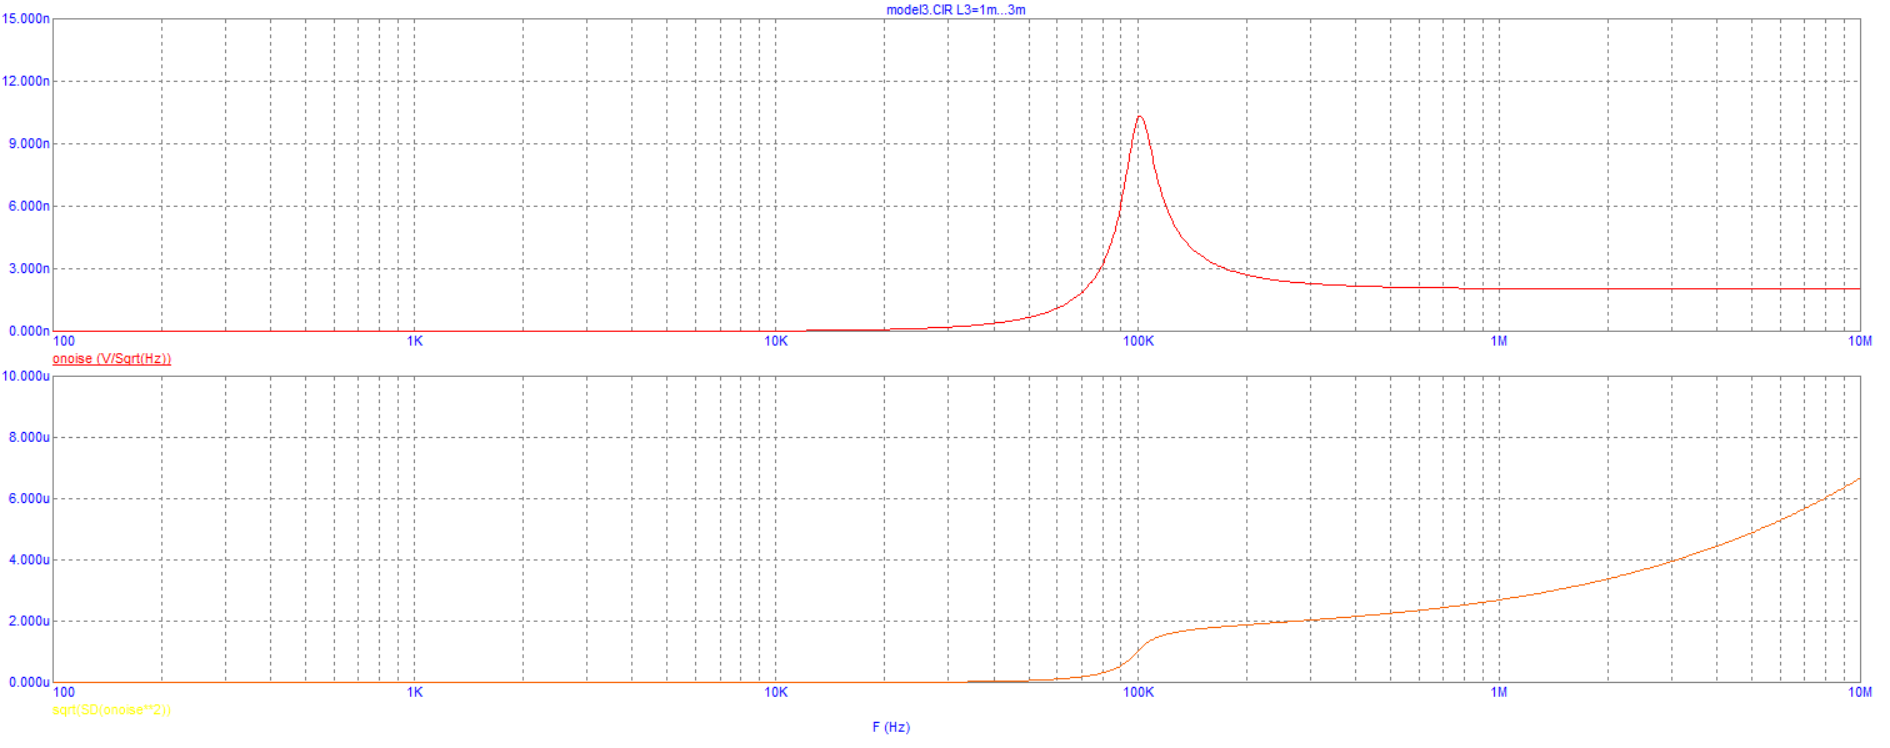 model3.CIR L3=1m...3m
15.000n
12.000n
9.000n
6.000n
3.000n
0.000n
100 1K 10K 100K 1M 10M
onoise (V/Sqrt(Hz))
10.000u
8.000u
6.000u
4.000u
2.000u
0.000u
100 1K 10K 100K 1M 10M
sqrt(SD(onoise**2))
F (Hz)